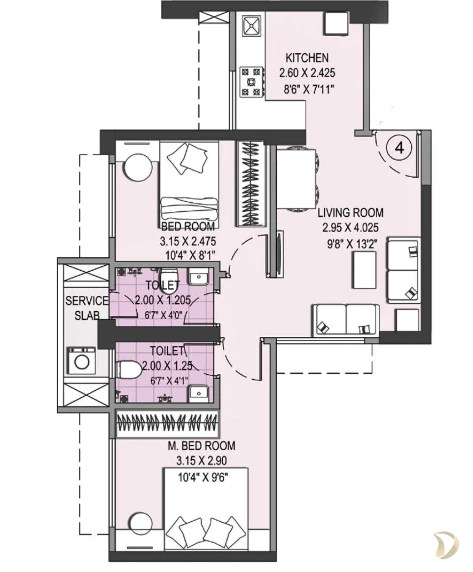 KITCHEN
2.60 X 2.425
8'6" X 7'11"
4
LIVING ROOM
2.95 X 4.025
9'8" X 13'2"
BED ROOM
3.15 X 2.475
10'4" X 8'1"
TOILET
2.00 X 1.205
6'7" X 4'0"
SERVICE
SLAB
TOILET
2.00 X 1.25
6'7" X 4'1"
M. BED ROOM
3.15 X 2.90
10'4" X 9'6"